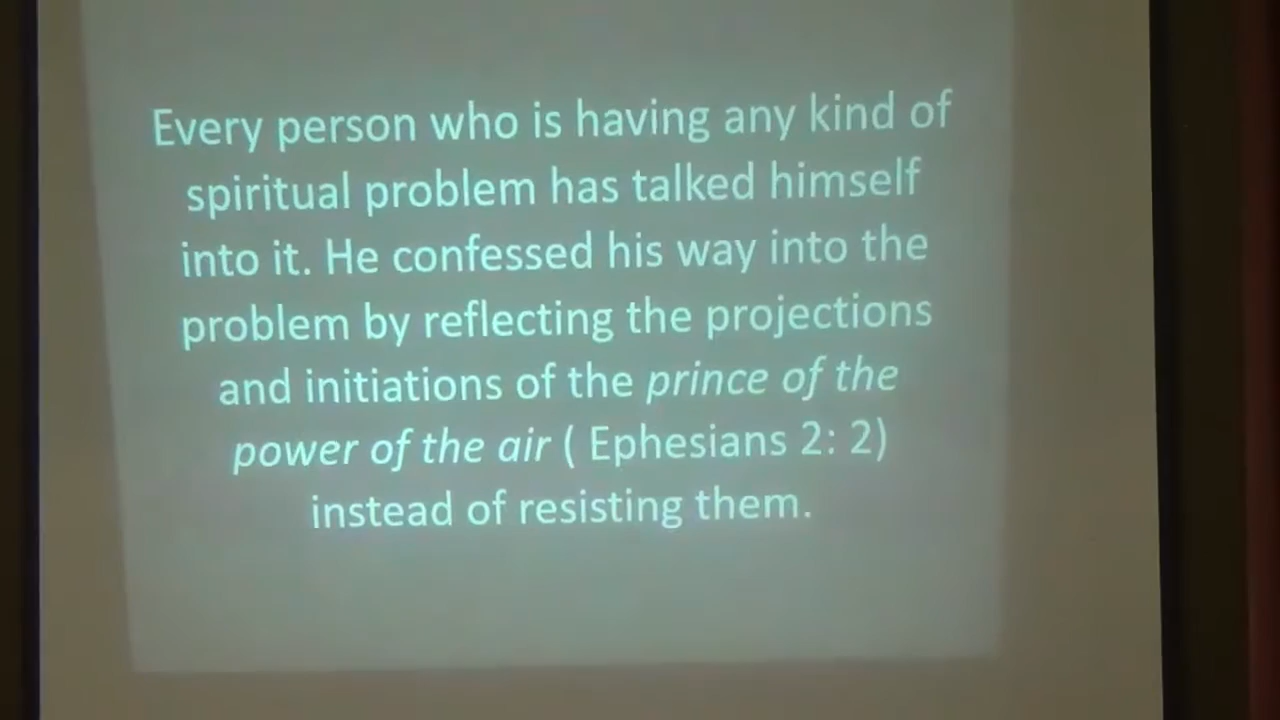 Every person who is having any kind of
spiritual problem has talked himself
into it. He confessed his way into the
problem by reflecting the projections
and initiations of the prince of the
power of the air ( Ephesians 2: 2)
instead of resisting them.